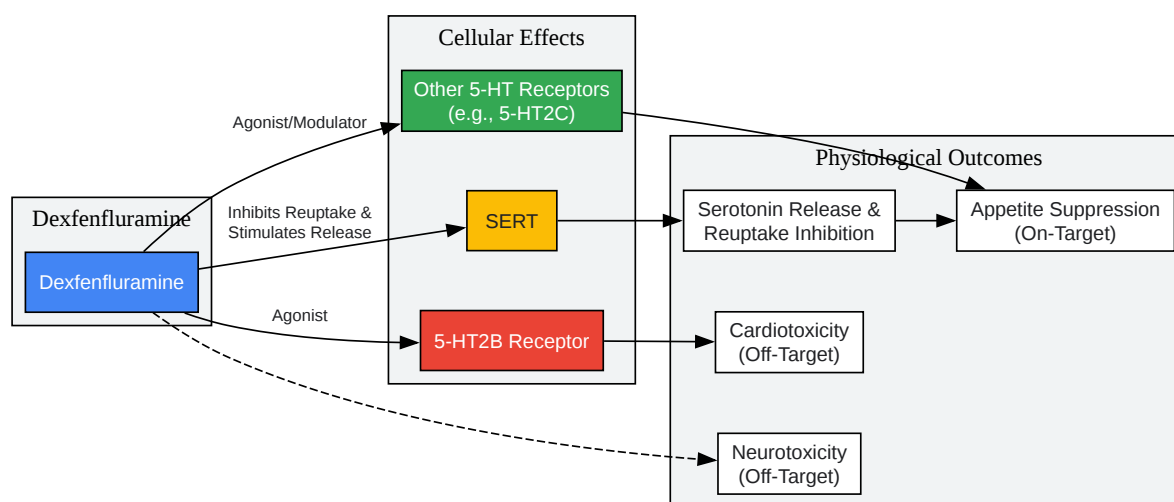 Cellular Effects
Other 5-HT Receptors
(e.g., 5-HT2C)
Agonist/Modulator
Physiological Outcomes
Dexfenfluramine
Inhibits Reuptake &
Stimulates Release
SERT
Serotonin Release &
Reuptake Inhibition
Appetite Suppression
(On-Target)
Dexfenfluramine
Agonist
5-HT2B Receptor
Cardiotoxicity
(Off-Target)
Neurotoxicity
(Off-Target)